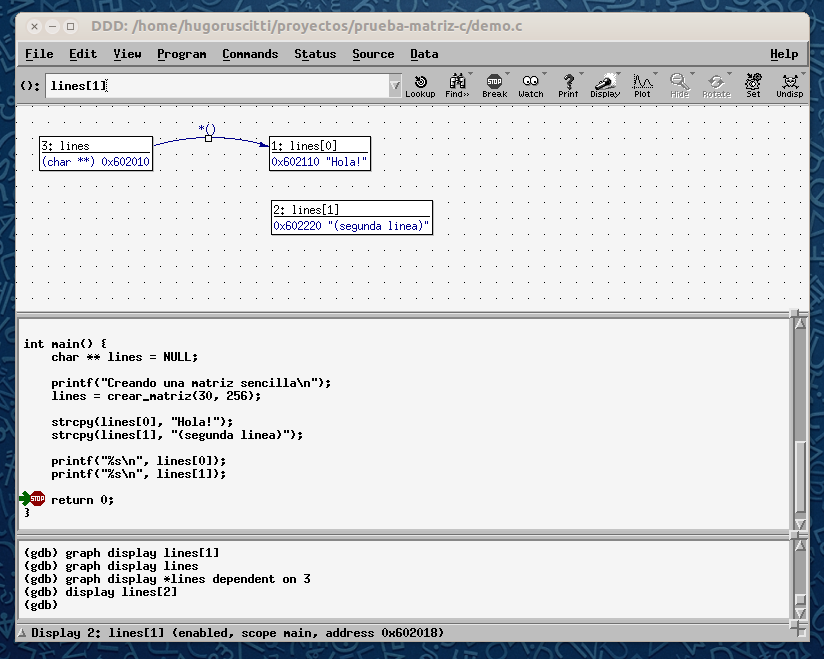 DDD: /home/hugoruscitti/proyectos/prueba-matriz-c/demo.c
File Edit View Program Commands Status Source Data Help
(): lines[1]
Lookup Find» Break Watch Print Display Plot Hide Rotate Set Undisp
*()
3: lines
(char **) 0x602010
1: lines[0]
0x602110 "Hola!"
2: lines[1]
0x602220 "(segunda linea)"
int main() {
char ** lines = NULL;
printf("Creando una matriz sencilla\n");
lines = crear_matriz(30, 256);
strcpy(lines[0], "Hola!");
strcpy(lines[1], "(segunda linea)");
printf("%s\n", lines[0]);
printf("%s\n", lines[1]);
STOP return 0;
}
(gdb) graph display lines[1]
(gdb) graph display lines
(gdb) graph display *lines dependent on 3
(gdb) display lines[2]
(gdb)
Display 2: lines[1] (enabled, scope main, address 0x602018)